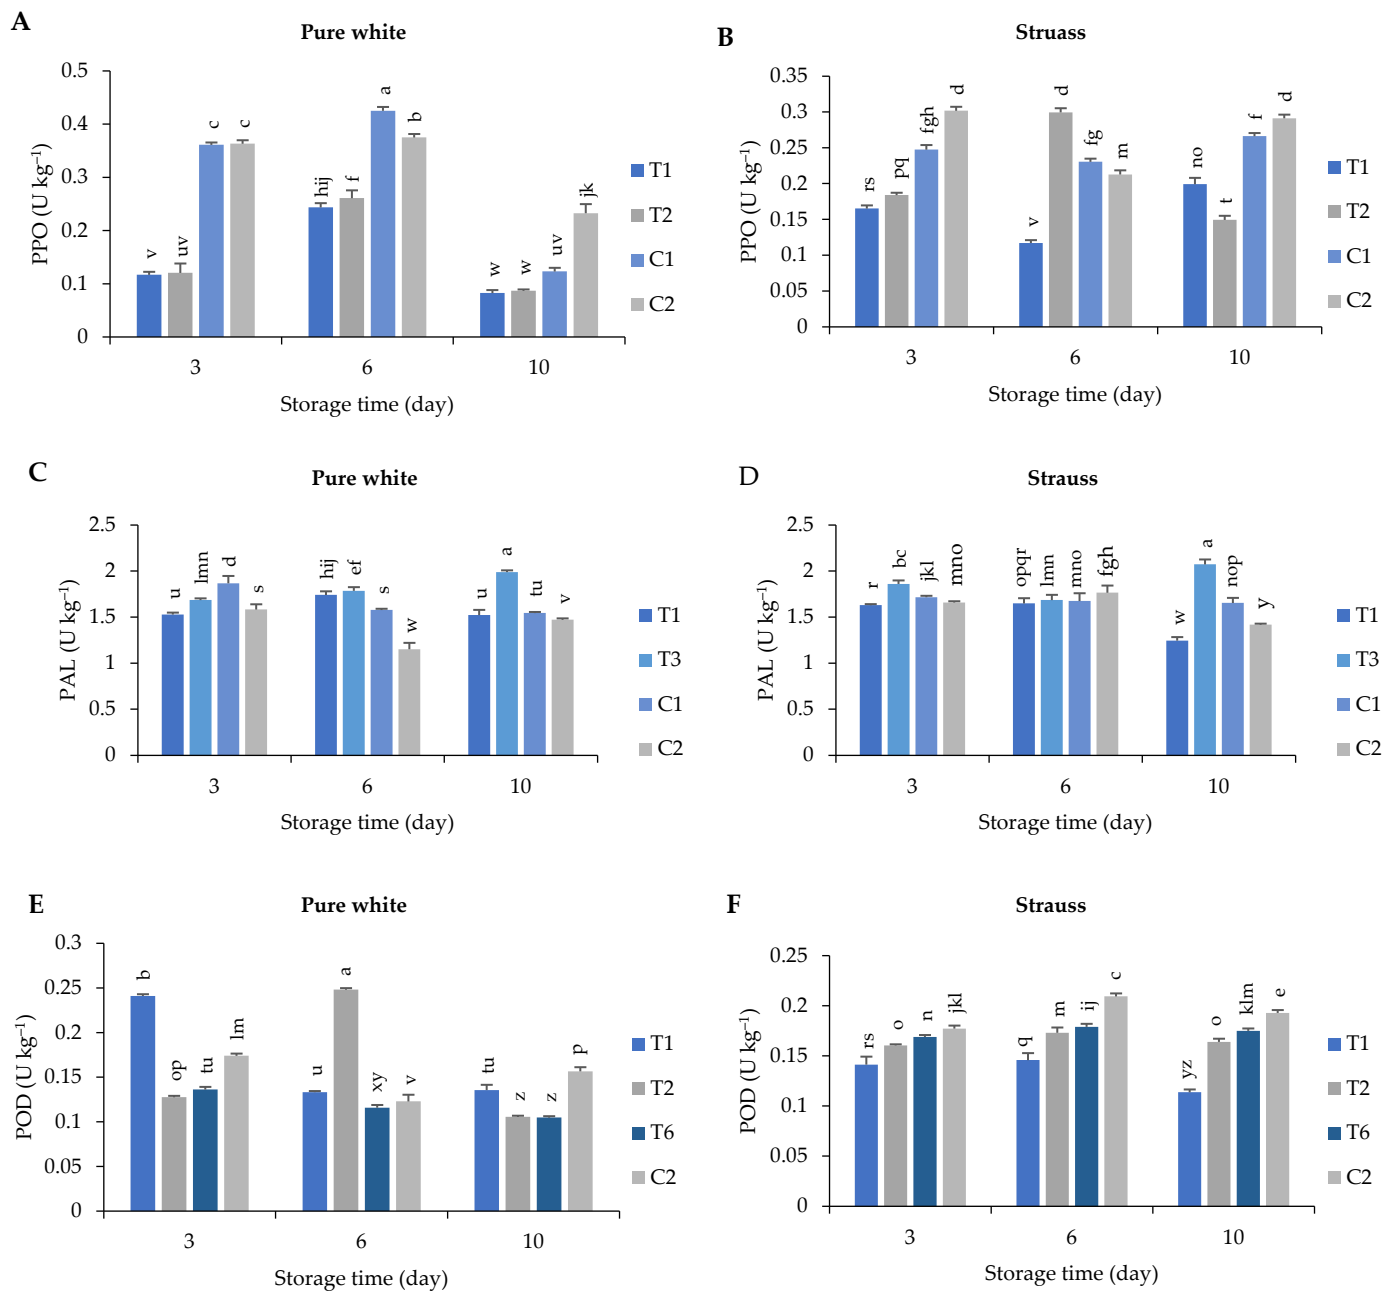 A
Pure white
PPO (U kg⁻¹)
0.5
0.4
0.3
0.2
0.1
0
v
uv
c
c
hij
f
a
b
w
w
uv
jk
3
6
10
Storage time (day)
T1
T2
C1
C2
B
Struass
PPO (U kg⁻¹)
0.35
0.3
0.25
0.2
0.15
0.1
0.05
0
rs
pq
fgh
d
v
d
fg
m
no
t
f
d
3
6
10
Storage time (day)
T1
T2
C1
C2
C
Pure white
PAL (U kg⁻¹)
2.5
2
1.5
1
0.5
0
u
lmn
d
s
hij
ef
s
w
u
a
tu
v
3
6
10
Storage time (day)
T1
T3
C1
C2
D
Strauss
PAL (U kg⁻¹)
2.5
2
1.5
1
0.5
0
r
bc
jkl
mno
opqr
lmn
mno
fgh
w
a
nop
y
3
6
10
Storage time (day)
T1
T3
C1
C2
E
Pure white
POD (U kg⁻¹)
0.3
0.25
0.2
0.15
0.1
0.05
0
b
op
tu
lm
u
a
xy
v
tu
z
z
p
3
6
10
Storage time (day)
T1
T2
T6
C2
F
Strauss
POD (U kg⁻¹)
0.25
0.2
0.15
0.1
0.05
0
rs
o
n
jkl
q
m
ij
c
yz
o
klm
e
3
6
10
Storage time (day)
T1
T2
T6
C2